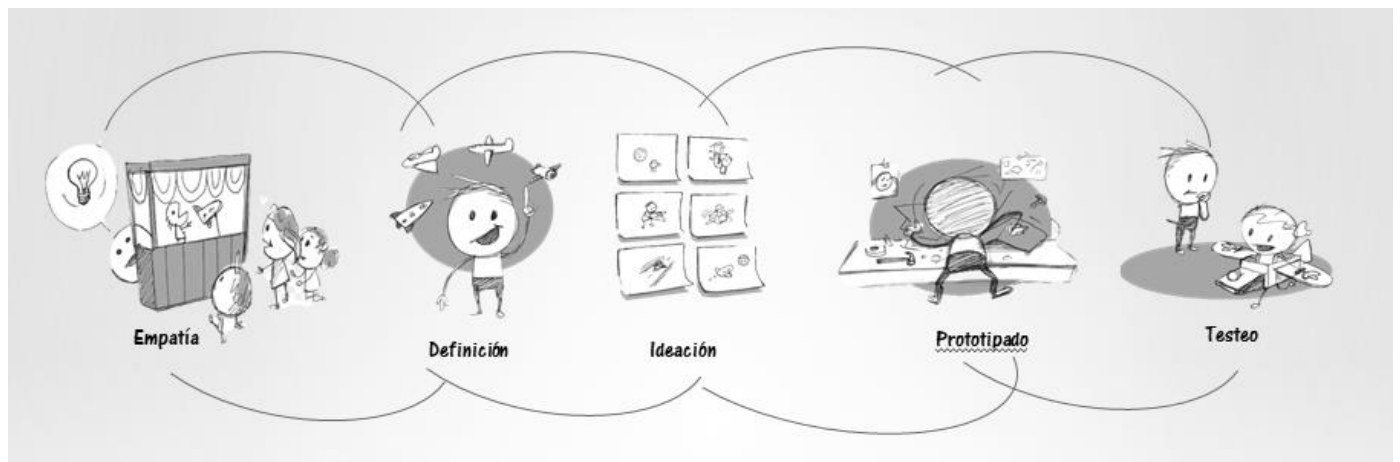 Empatía
Definición
Ideación
Prototipado
Testeo